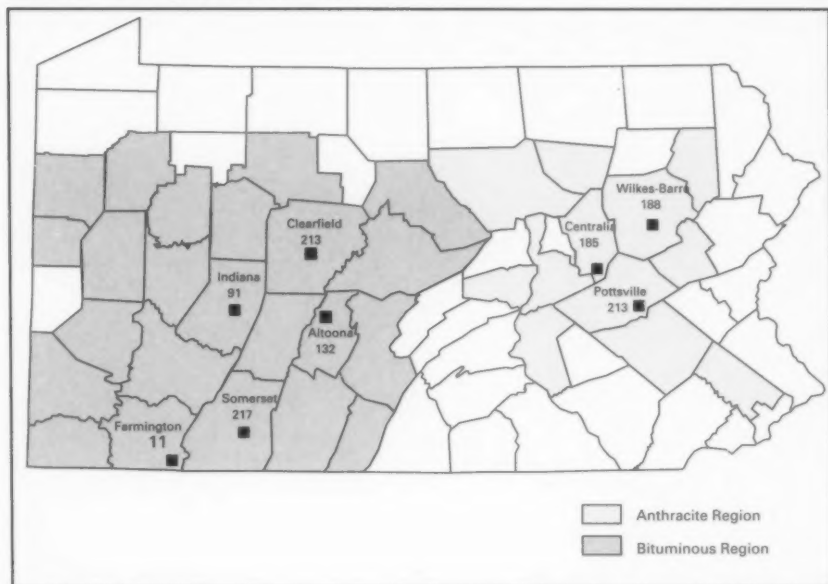 Wilkes-Barre
188
Clearfield
213
Centralia
185
Indiana
91
Pottsville
213
Altoona
132
Somerset
217
Farmington
11
Anthracite Region
Bituminous Region